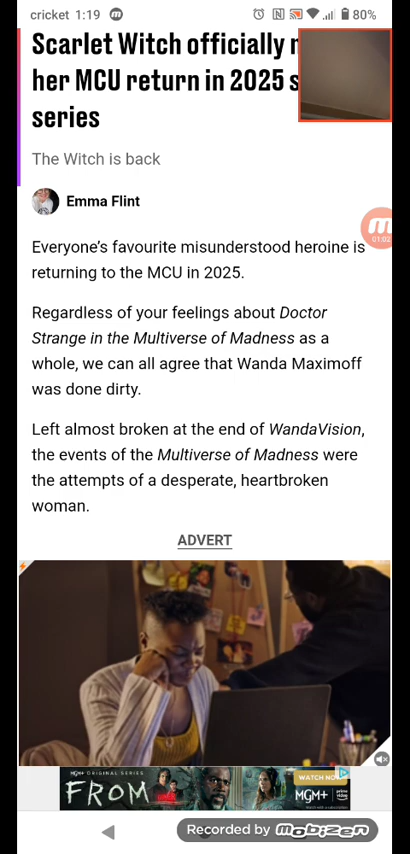 cricket 1:19 m 80%
Scarlet Witch officially
her MCU return in 2025
series
The Witch is back
Emma Flint
m
01:02
Everyone's favourite misunderstood heroine is
returning to the MCU in 2025.
Regardless of your feelings about Doctor
Strange in the Multiverse of Madness as a
whole, we can all agree that Wanda Maximoff
was done dirty.
Left almost broken at the end of WandaVision,
the events of the Multiverse of Madness were
the attempts of a desperate, heartbroken
woman.
ADVERT
MGM+ ORIGINAL SERIES
FROM
WATCH NOW
MGM+ prime video
Recorded by mobizen